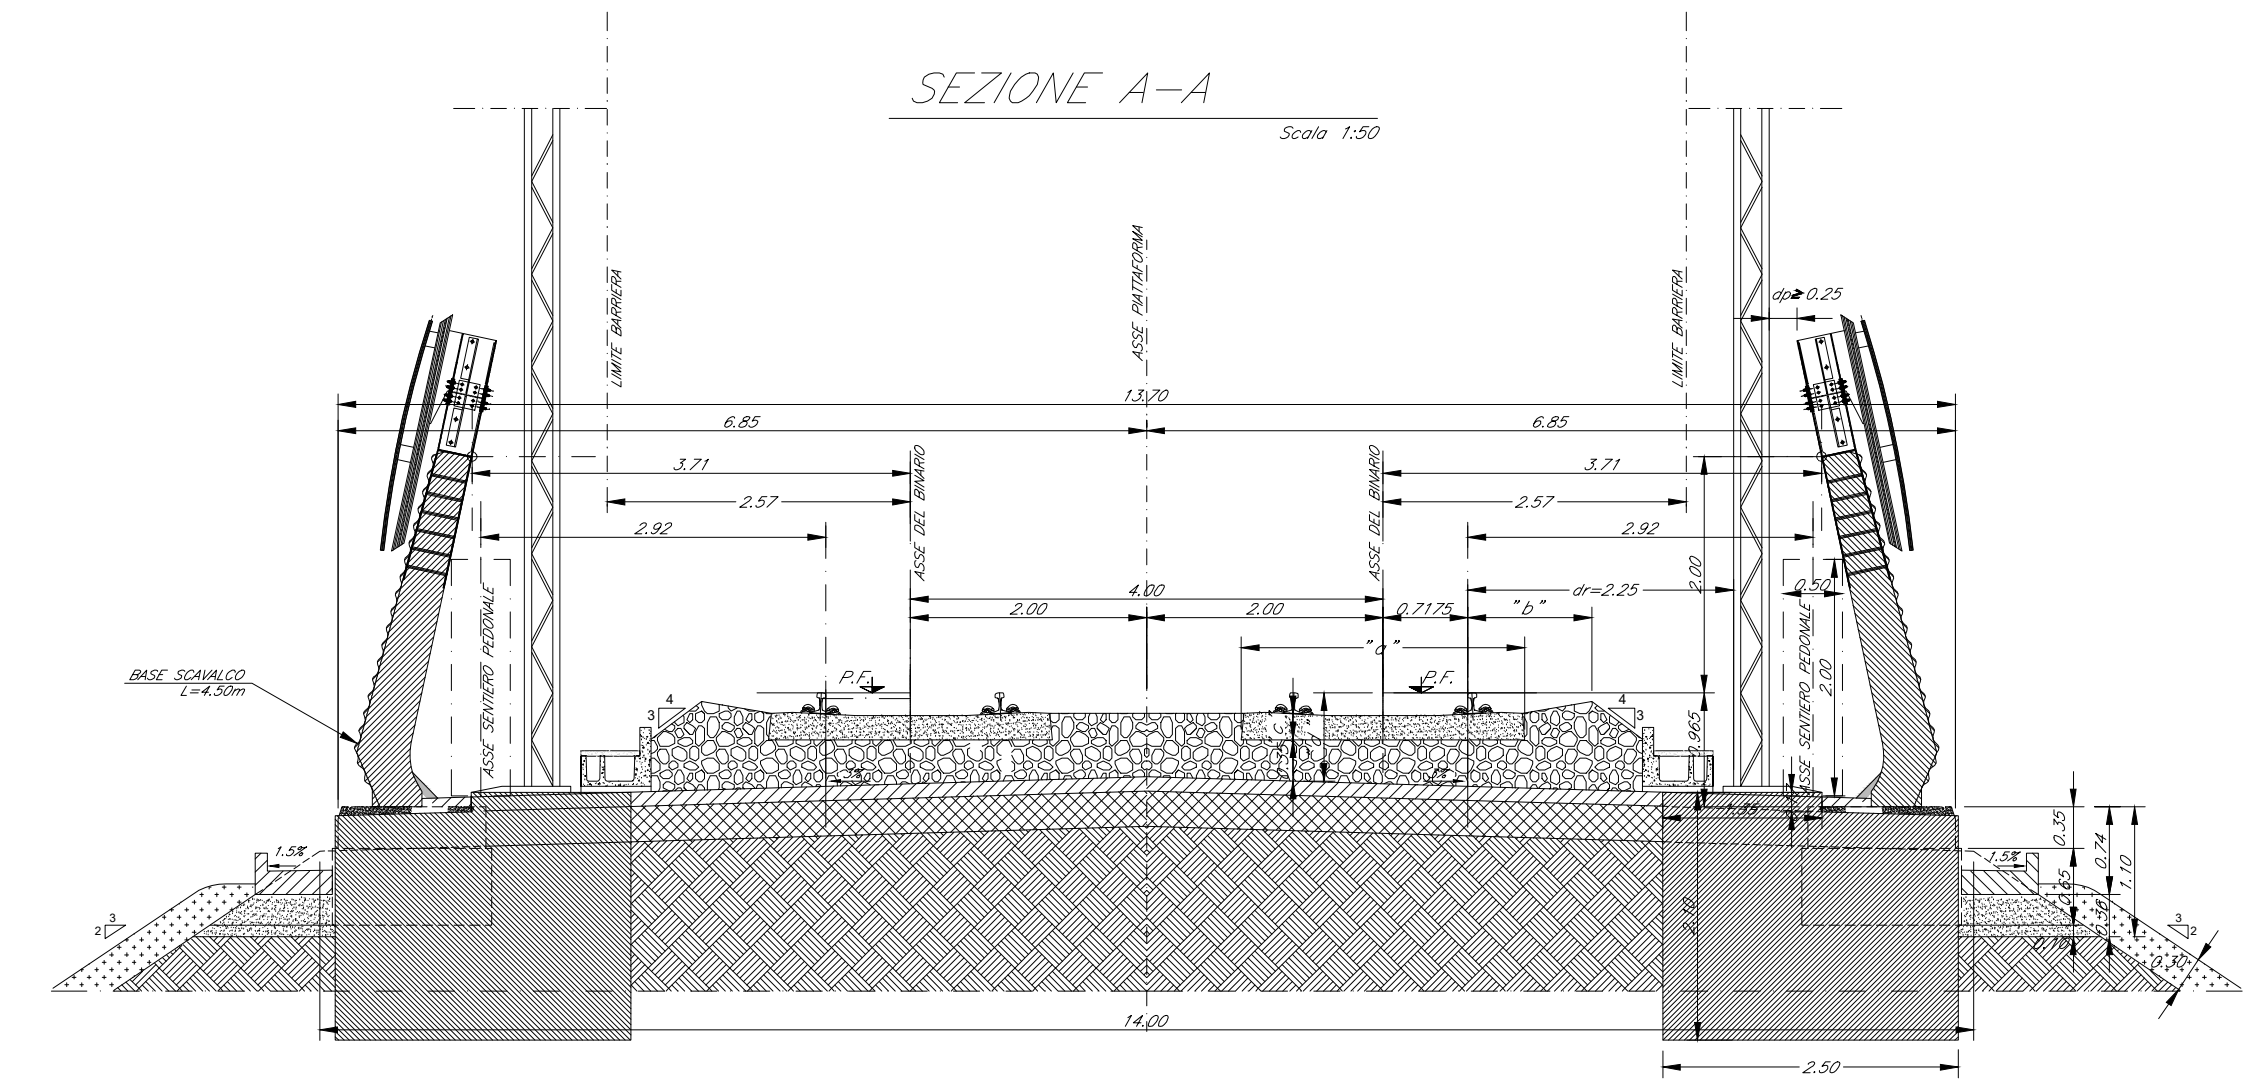 SEZIONE A-A
Scala 1:50
ASSE PIATTAFORMA
LIMITE BARRIERA
LIMITE BARRIERA
dp≥0.25
13.70
6.85
6.85
3.71
3.71
2.57
2.57
2.92
2.92
ASSE DEL BINARIO
ASSE DEL BINARIO
2.00
4.00
dr=2.25
0.50
2.00
2.00
0.7175
"b"
"a"
2.00
ASSE SENTIERO PEDONALE
ASSE SENTIERO PEDONALE
BASE SCAVALCO
L=4.50m
P.F.
P.F.
4
3
4
3
0.965
0.35
"c"
"d"
3%
3%
1.35
1.5%
1.5%
0.35
0.74
1.10
0.65
0.36
0.10
3
2
3
2
0.30
2.10
14.00
2.50